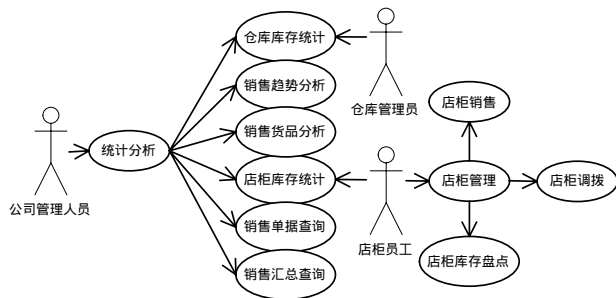 仓库库存统计
仓库管理员
销售趋势分析
店柜销售
销售货品分析
统计分析
公司管理人员
店柜库存统计
店柜员工
店柜管理
店柜调拨
销售单据查询
店柜库存盘点
销售汇总查询